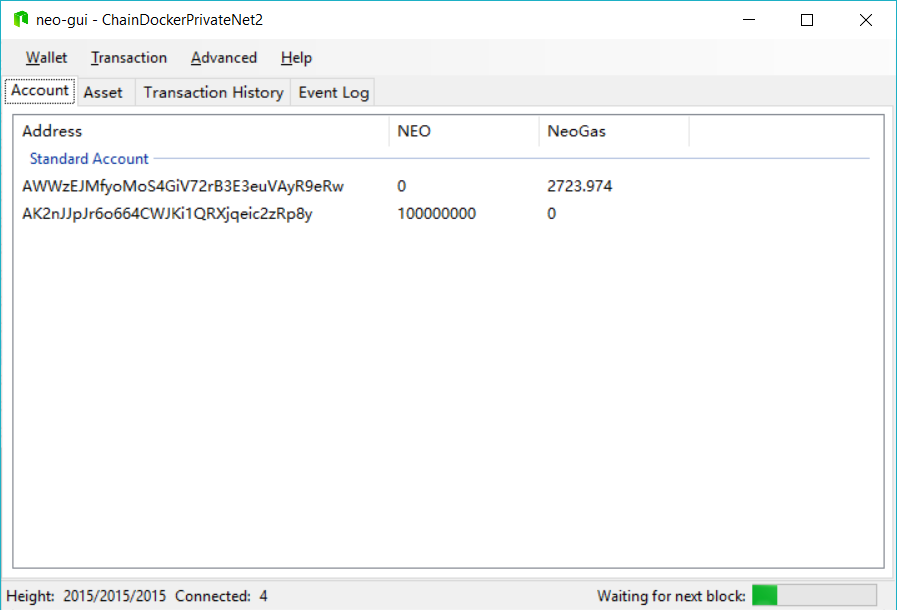 neo-gui - ChainDockerPrivateNet2
Wallet Transaction Advanced Help
Account Asset Transaction History Event Log
Address NEO NeoGas
Standard Account
AWWzEJMfyoMoS4GiV72rB3E3euVAyR9eRw 0 2723.974
AK2nJJpJr6o664CWJKi1QRXjqeic2zRp8y 100000000 0
Height: 2015/2015/2015 Connected: 4 Waiting for next block: